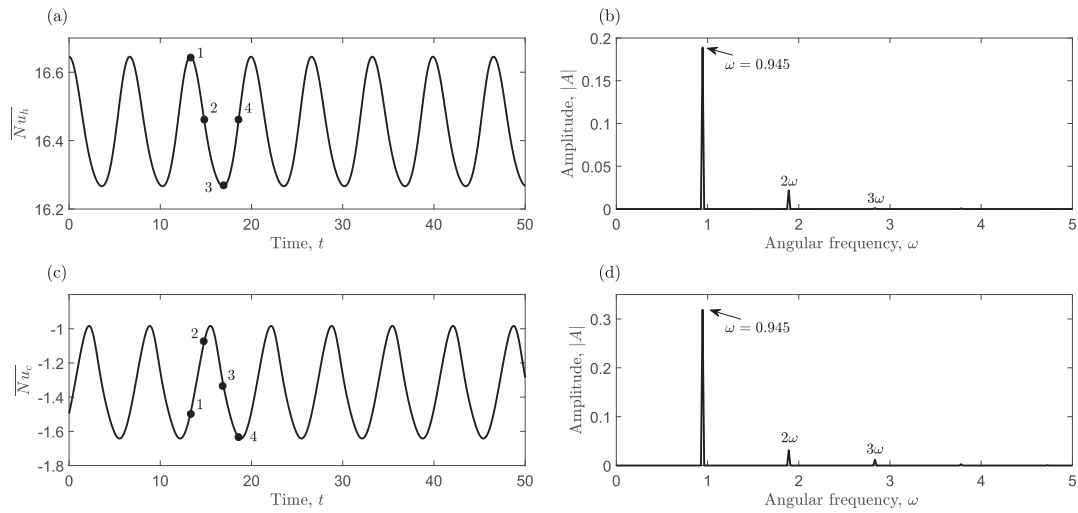 (a)
16.6
16.4
16.2
0 10 20 30 40 50
Time, t
Nu_h
1
2
3
4
(b)
0.2
0.15
0.1
0.05
0
0 1 2 3 4 5
Angular frequency, ω
Amplitude, |A|
ω = 0.945
2ω
3ω
(c)
-1
-1.2
-1.4
-1.6
-1.8
0 10 20 30 40 50
Time, t
Nu_c
1
2
3
4
(d)
0.3
0.2
0.1
0
0 1 2 3 4 5
Angular frequency, ω
Amplitude, |A|
ω = 0.945
2ω
3ω